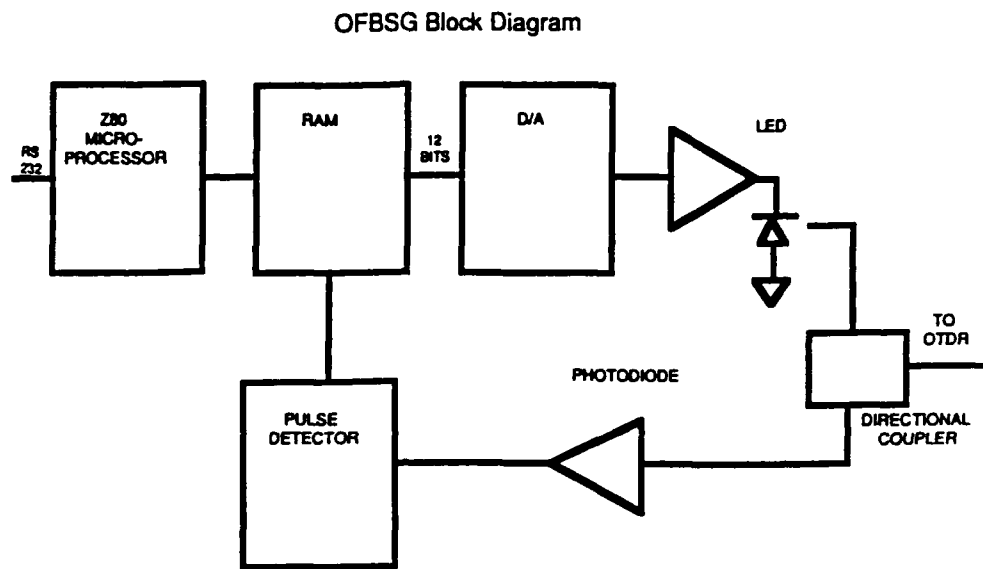 OFBSG Block Diagram
RS
232
Z80
MICRO-
PROCESSOR
RAM
12
BITS
D/A
LED
TO
OTDR
DIRECTIONAL
COUPLER
PHOTODIODE
PULSE
DETECTOR